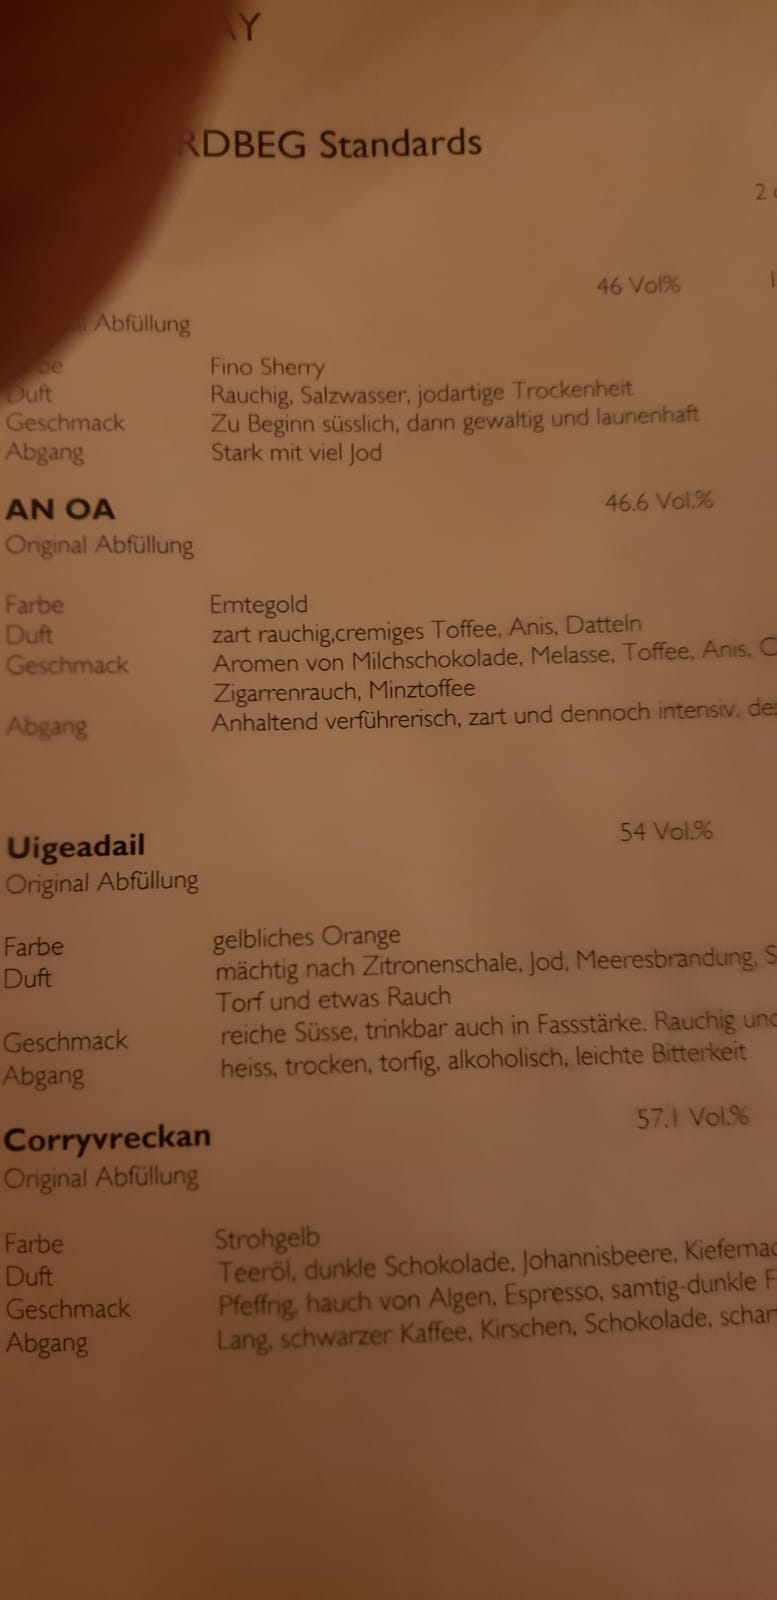 RDBEG Standards
2
46 Vol%
Abfüllung
Fino Sherry
Duft Rauchig, Salzwasser, jodartige Trockenheit
Geschmack Zu Beginn süsslich, dann gewaltig und launenhaft
Abgang Stark mit viel Jod
AN OA 46.6 Vol.%
Original Abfüllung
Farbe Erntegold
Duft zart rauchig,cremiges Toffee, Anis, Datteln
Geschmack Aromen von Milchschokolade, Melasse, Toffee, Anis,
Zigarrenrauch, Minztoffee
Abgang Anhaltend verführerisch, zart und dennoch intensiv,
Uigeadail 54 Vol.%
Original Abfüllung
Farbe gelbliches Orange
Duft mächtig nach Zitronenschale, Jod, Meeresbrandung,
Torf und etwas Rauch
Geschmack reiche Süsse, trinkbar auch in Fassstärke. Rauchig und
Abgang heiss, trocken, torfig, alkoholisch, leichte Bitterkeit
Corryvreckan 57.1 Vol.%
Original Abfüllung
Farbe Strohgelb
Duft Teeröl, dunkle Schokolade, Johannisbeere,
Geschmack Pfeffrig, hauch von Algen, Espresso, samtig-dunkle
Abgang Lang, schwarzer Kaffee, Kirschen, Schokolade,